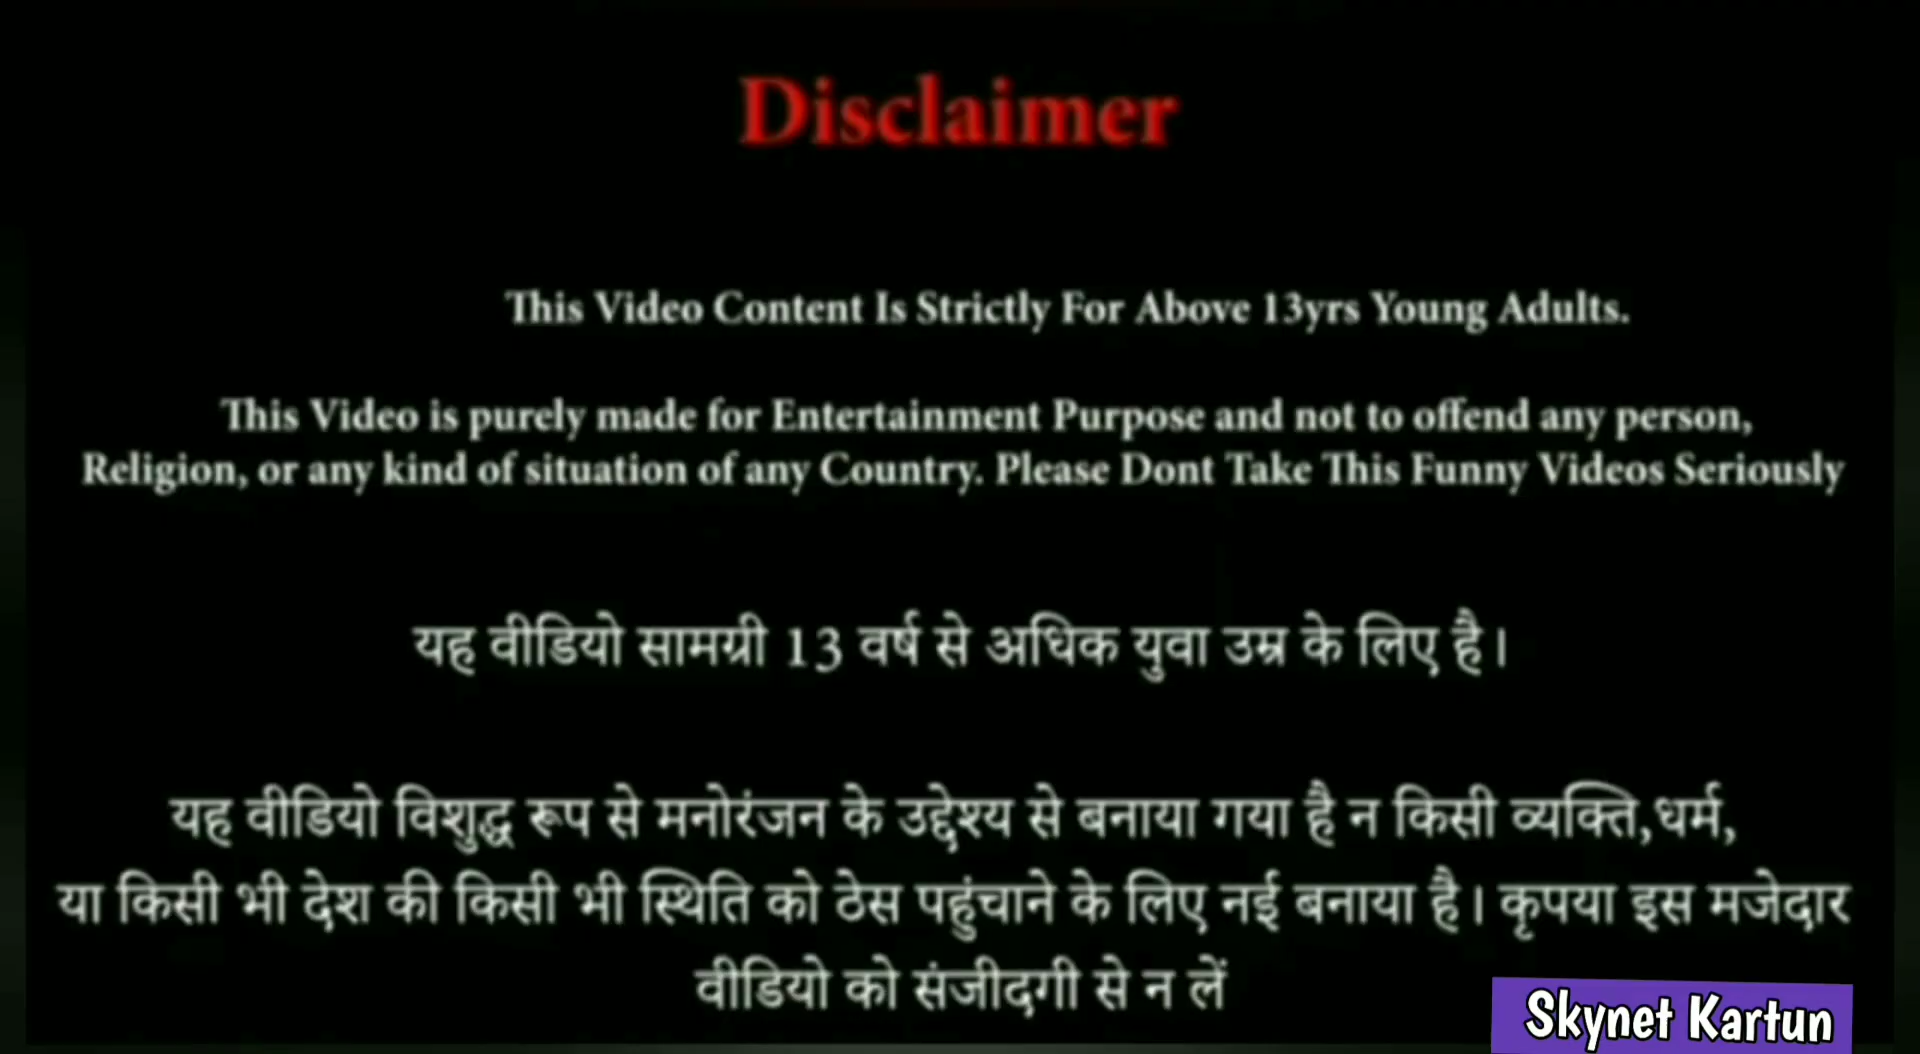 Disclaimer
This Video Content Is Strictly For Above 13yrs Young Adults.
This Video is purely made for Entertainment Purpose and not to offend any person,
Religion, or any kind of situation of any Country. Please Dont Take This Funny Videos Seriously
यह वीडियो सामग्री 13 वर्ष से अधिक युवा उम्र के लिए है।
यह वीडियो विशुद्ध रूप से मनोरंजन के उद्देश्य से बनाया गया है न किसी व्यक्ति,धर्म,
या किसी भी देश की किसी भी स्थिति को ठेस पहुंचाने के लिए नई बनाया है। कृपया इस मजेदार
वीडियो को संजीदगी से न लें
Skynet Kartun